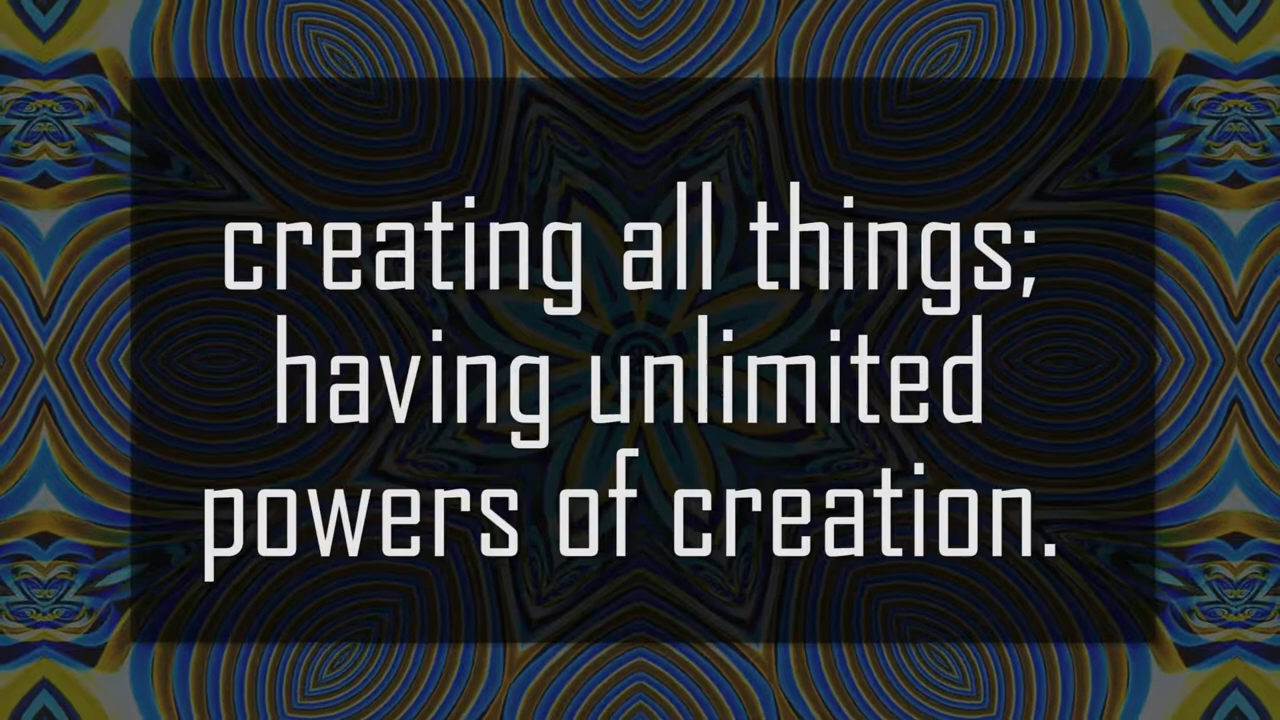 creating all things;
having unlimited
powers of creation.